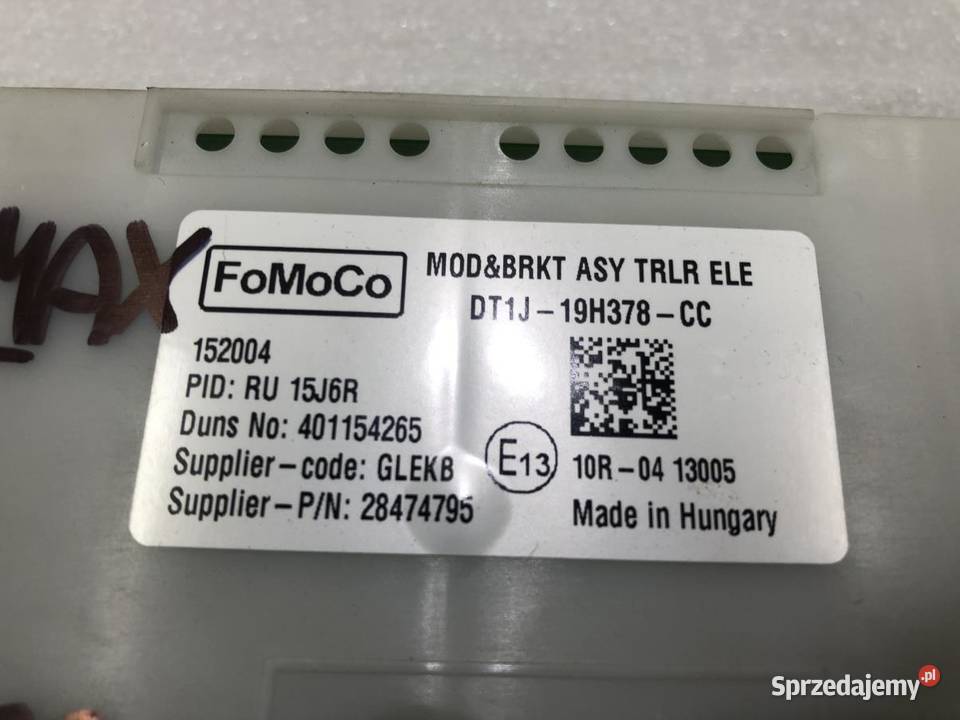 MAX
FoMoCo
MOD&BRKT ASY TRLR ELE
DT1J-19H378-CC
152004
PID: RU 15J6R
Duns No: 401154265
Supplier-code: GLEKB
Supplier-P/N: 28474795
E13
10R-04 13005
Made in Hungary
Sprzedajemy.pl